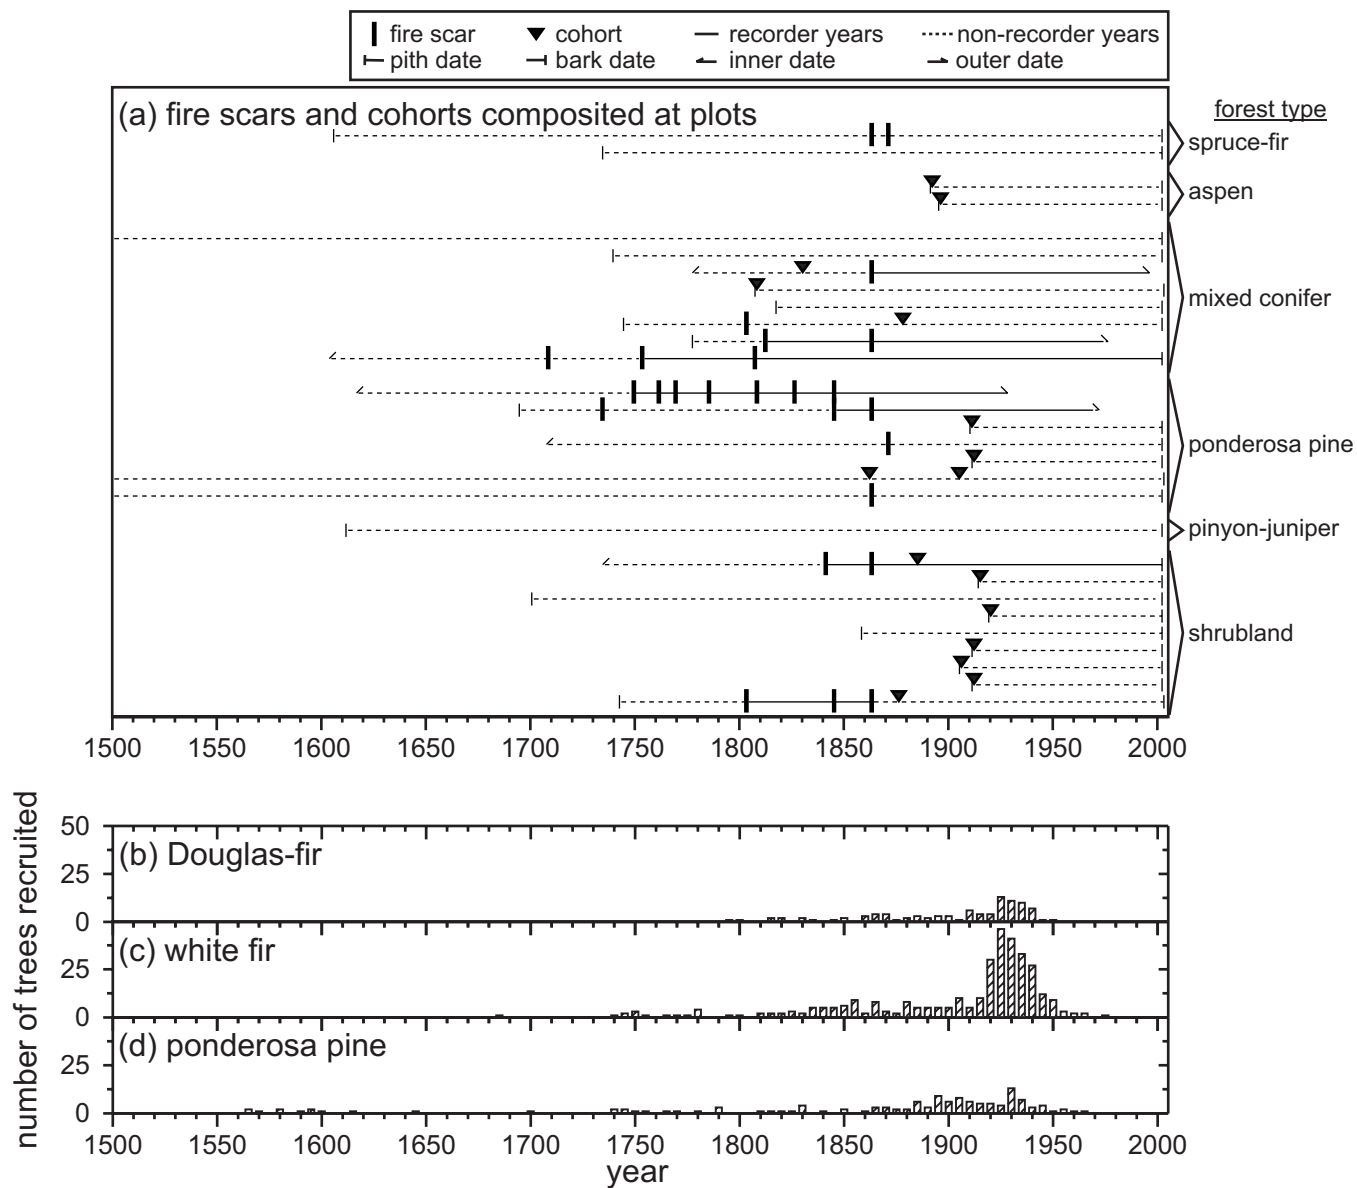 fire scar cohort recorder years non-recorder years
pith date bark date inner date outer date
(a) fire scars and cohorts composited at plots
forest type
spruce-fir
aspen
mixed conifer
ponderosa pine
pinyon-juniper
shrubland
1500 1550 1600 1650 1700 1750 1800 1850 1900 1950 2000
number of trees recruited
50
(b) Douglas-fir
25
0
(c) white fir
25
0
(d) ponderosa pine
25
0
1500 1550 1600 1650 1700 1750 1800 1850 1900 1950 2000
year